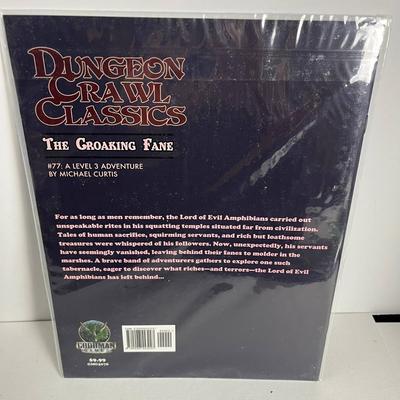 DUNGEON
CRAWL
CLASSICS
THE CROAKING FANE
#77: A LEVEL 3 ADVENTURE
BY MICHAEL CURTIS
For as long as men remember, the Lord of Evil Amphibians carried out
unspeakable rites in his squatting temples situated far from civilization.
Tales of human sacrifice, squirming servants, and rich but loathsome
treasures were whispered of his followers. Now, unexpectedly, his servants
have seemingly vanished, leaving behind their fanes to molder in the
marshes. A brave band of adventurers gathers to explore one such
tabernacle, eager to discover what riches—and terrors—the Lord of Evil
Amphibians has left behind...
GOODMAN
GAMES
$9.99